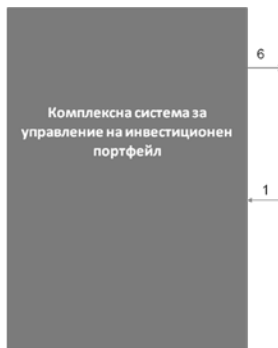 6
Комплексна система за
управление на инвестиционен
портфейл
1